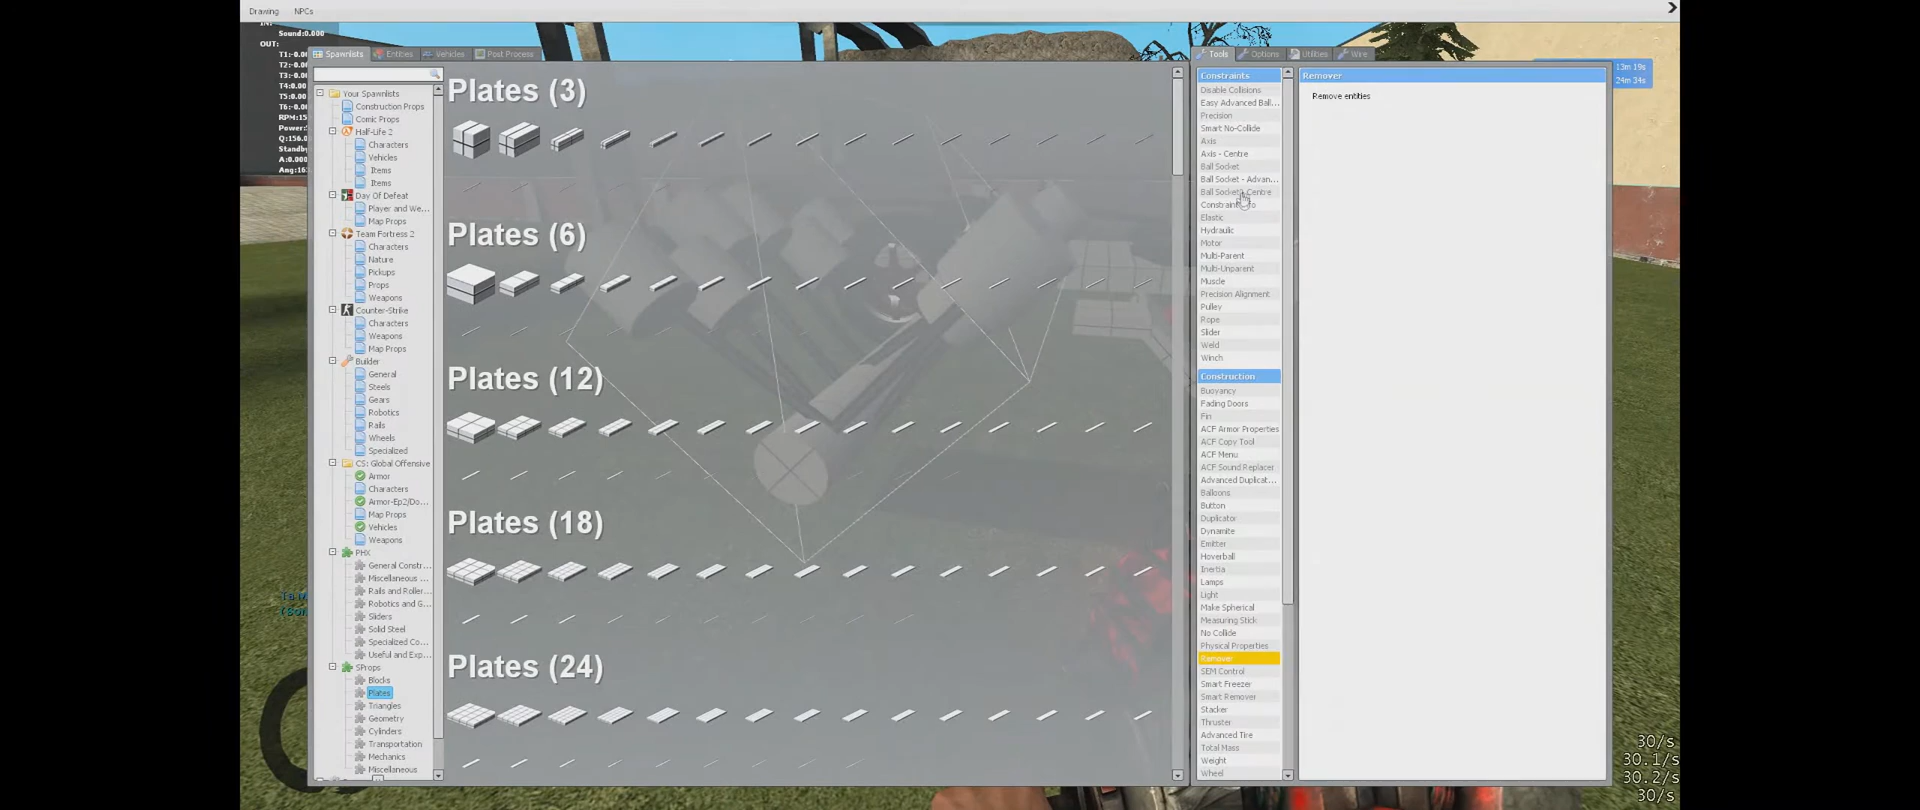 Drawing NPCs
IN:
Sound:0.000
OUT:
T1:-0.00
T2:-0.00
T3:-0.00
T4:-0.00
T5:-0.00
T6:-0.00
RPM:15
Power:
Q:156.0
Standb
A:0.000
Ang:16
Spawnlists Entities Vehicles Post Process
Your Spawnlists
Construction Props
Comic Props
Half-Life 2
Characters
Vehicles
Items
Items
Day Of Defeat
Player and We...
Map Props
Team Fortress 2
Characters
Nature
Pickups
Props
Weapons
Counter-Strike
Characters
Weapons
Map Props
Builder
General
Steels
Gears
Robotics
Rails
Wheels
Specialized
CS: Global Offensive
Armor
Characters
Armor-Ep2/Do...
Map Props
Vehicles
Weapons
PHX
General Constr...
Miscellaneous ...
Rails and Roller...
Robotics and G...
Sliders
Solid Steel
Specialized Co...
Useful and Exp...
SProps
Blocks
Plates
Triangles
Geometry
Cylinders
Transportation
Mechanics
Miscellaneous
Plates (3)
Plates (6)
Plates (12)
Plates (18)
Plates (24)
Tools Options Utilities Wire
Constraints
Disable Collisions
Easy Advanced Ball...
Precision
Smart No-Collide
Axis
Axis - Centre
Ball Socket
Ball Socket - Advan...
Ball Socket - Centre
Constraint
Elastic
Hydraulic
Motor
Multi-Parent
Multi-Unparent
Muscle
Precision Alignment
Pulley
Rope
Slider
Weld
Winch
Construction
Buoyancy
Fading Doors
Fin
ACF Armor Properties
ACF Copy Tool
ACF Menu
ACF Sound Replacer
Advanced Duplicat...
Balloons
Button
Duplicator
Dynamite
Emitter
Hoverball
Inertia
Lamps
Light
Make Spherical
Measuring Stick
No Collide
Physical Properties
Remover
SEM Control
Smart Freezer
Smart Remover
Stacker
Thruster
Advanced Tire
Total Mass
Weight
Wheel
Remover
Remove entities
13m 19s
24m 34s
30/s
30.1/s
30.2/s
30/s